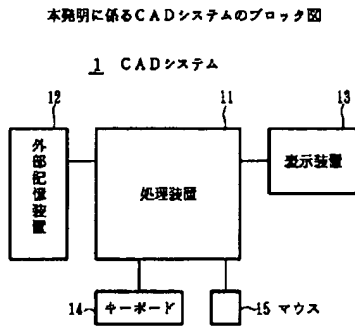 本発明に係るCADシステムのブロック図
1 CADシステム
12
11
13
外部記憶装置
処理装置
表示装置
14 キーボード
15 マウス